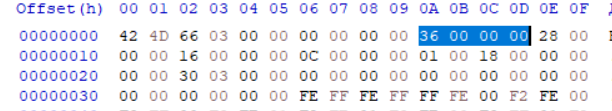 Offset(h) 00 01 02 03 04 05 06 07 08 09 0A 0B 0C 0D 0E 0F
00000000 42 4D 66 03 00 00 00 00 00 00 36 00 00 00 28 00
00000010 00 00 16 00 00 00 0C 00 00 00 01 00 18 00 00 00
00000020 00 00 30 03 00 00 00 00 00 00 00 00 00 00 00 00
00000030 00 00 00 00 00 00 FE FF FE FF FF FE 00 F2 FE 00